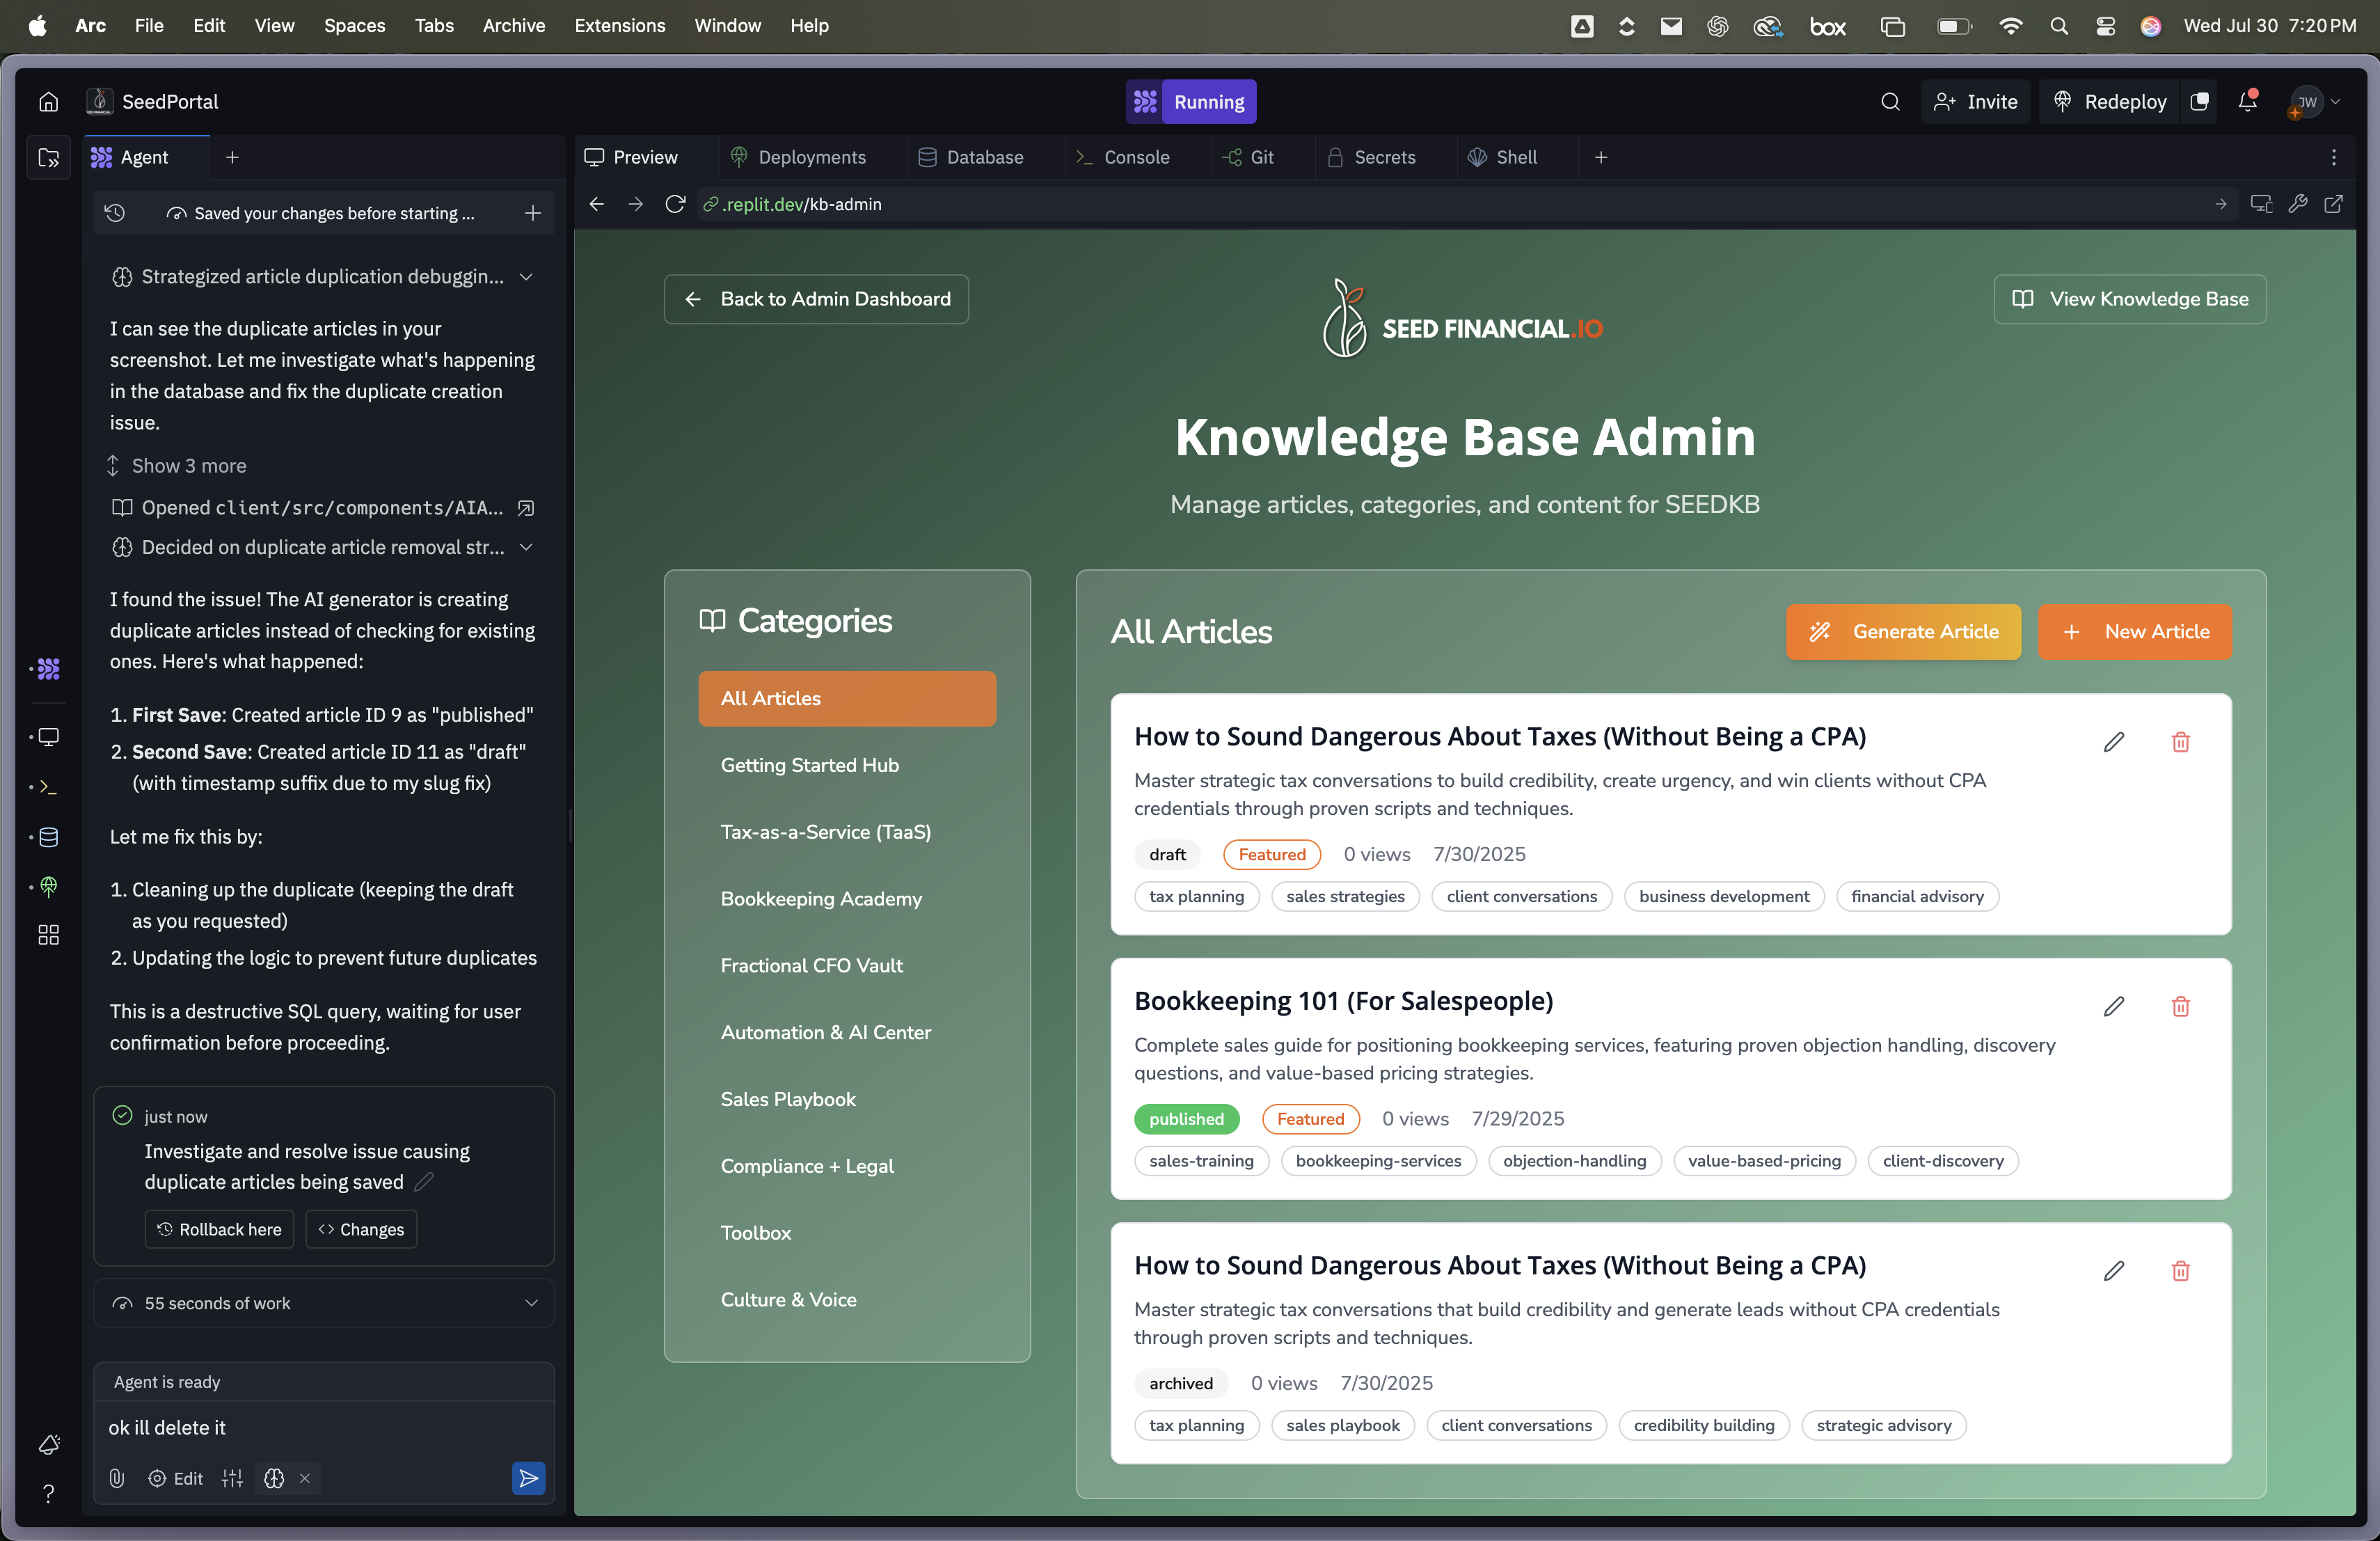 Arc File Edit View Spaces Tabs Archive Extensions Window Help box Wed Jul 30 7:20 PM
SeedPortal Running Invite Redeploy JW
Agent
Saved your changes before starting ...
Strategized article duplication debuggin...
I can see the duplicate articles in your
screenshot. Let me investigate what's happening
in the database and fix the duplicate creation
issue.
Show 3 more
Opened client/src/components/AIA...
Decided on duplicate article removal str...
I found the issue! The AI generator is creating
duplicate articles instead of checking for existing
ones. Here's what happened:
1. First Save: Created article ID 9 as "published"
2. Second Save: Created article ID 11 as "draft"
(with timestamp suffix due to my slug fix)
Let me fix this by:
1. Cleaning up the duplicate (keeping the draft
as you requested)
2. Updating the logic to prevent future duplicates
This is a destructive SQL query, waiting for user
confirmation before proceeding.
just now
Investigate and resolve issue causing
duplicate articles being saved
Rollback here Changes
55 seconds of work
Agent is ready
ok ill delete it
Edit
Preview Deployments Database Console Git Secrets Shell
.replit.dev/kb-admin
Back to Admin Dashboard
SEED FINANCIAL.IO
View Knowledge Base
Knowledge Base Admin
Manage articles, categories, and content for SEEDKB
Categories
All Articles
Getting Started Hub
Tax-as-a-Service (TaaS)
Bookkeeping Academy
Fractional CFO Vault
Automation & AI Center
Sales Playbook
Compliance + Legal
Toolbox
Culture & Voice
All Articles
Generate Article
New Article
How to Sound Dangerous About Taxes (Without Being a CPA)
Master strategic tax conversations to build credibility, create urgency, and win clients without CPA
credentials through proven scripts and techniques.
draft Featured 0 views 7/30/2025
tax planning sales strategies client conversations business development financial advisory
Bookkeeping 101 (For Salespeople)
Complete sales guide for positioning bookkeeping services, featuring proven objection handling, discovery
questions, and value-based pricing strategies.
published Featured 0 views 7/29/2025
sales-training bookkeeping-services objection-handling value-based-pricing client-discovery
How to Sound Dangerous About Taxes (Without Being a CPA)
Master strategic tax conversations that build credibility and generate leads without CPA credentials
through proven scripts and techniques.
archived 0 views 7/30/2025
tax planning sales playbook client conversations credibility building strategic advisory